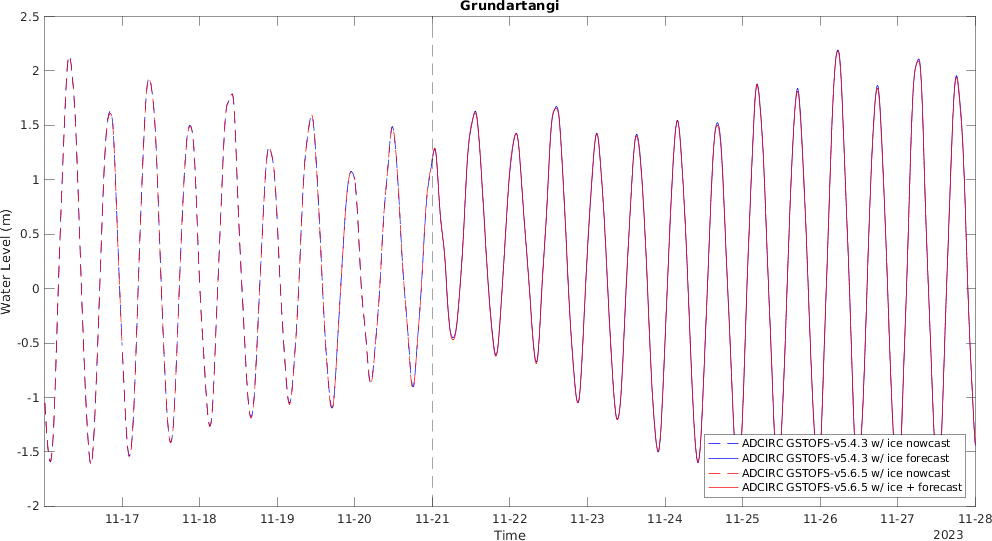 Grundartangi
2.5
2
1.5
1
0.5
0
-0.5
-1
-1.5
-2
Water Level (m)
11-17 11-18 11-19 11-20 11-21 11-22 11-23 11-24 11-25 11-26 11-27 11-28
Time
2023
ADCIRC GSTOFS-v5.4.3 w/ ice nowcast
ADCIRC GSTOFS-v5.4.3 w/ ice forecast
ADCIRC GSTOFS-v5.6.5 w/ ice nowcast
ADCIRC GSTOFS-v5.6.5 w/ ice + forecast